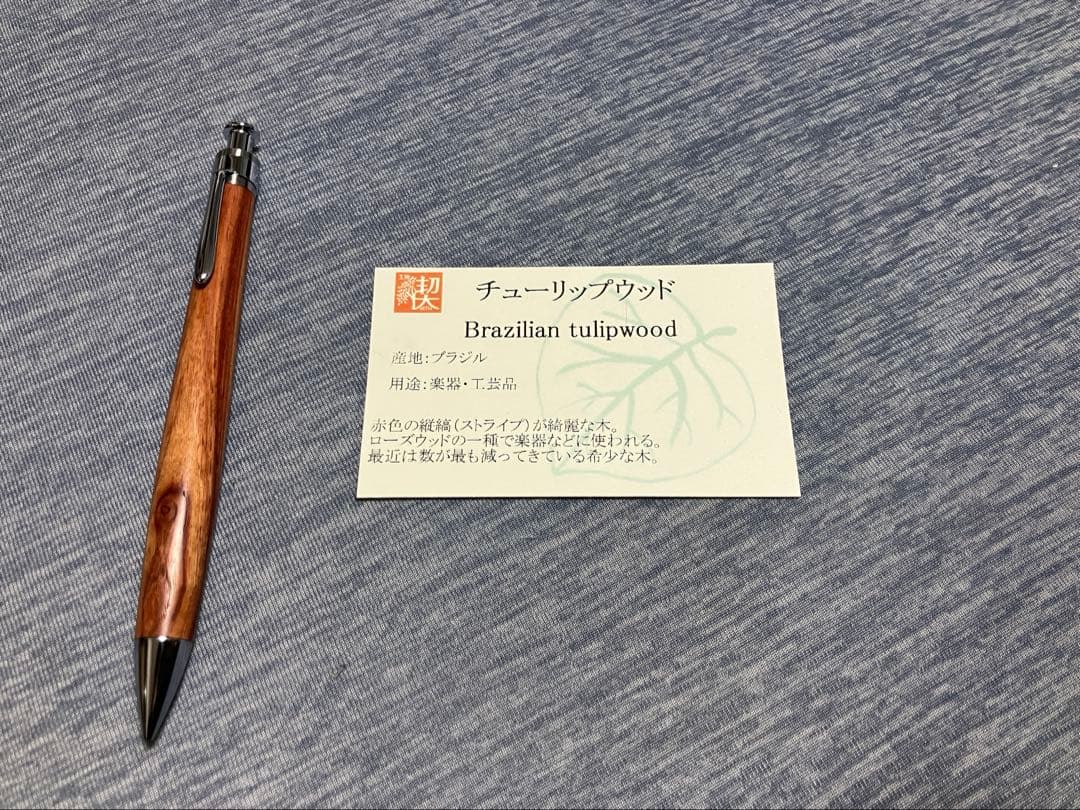 工房
楔
チューリップウッド
Brazilian tulipwood
産地：ブラジル
用途：楽器・工芸品
赤色の縦縞（ストライプ）が綺麗な木。
ローズウッドの一種で楽器などに使われる。
最近は数が最も減ってきている希少な木。